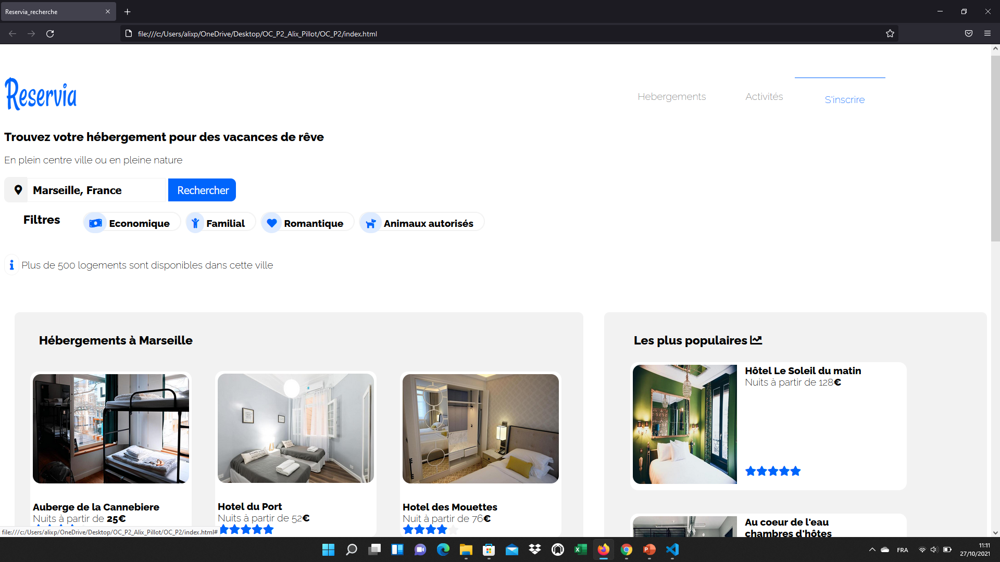 Reservia_recherche
file:///c:/Users/alixp/OneDrive/Desktop/OC_P2_Alix_Pillot/OC_P2/index.html
Reservia
Hebergements Activités S'inscrire
Trouvez votre hébergement pour des vacances de rêve
En plein centre ville ou en pleine nature
Marseille, France Rechercher
Filtres Economique Familial Romantique Animaux autorisés
Plus de 500 logements sont disponibles dans cette ville
Hébergements à Marseille
Auberge de la Cannebiere
Nuits à partir de 25€
Hotel du Port
Nuits à partir de 52€
Hotel des Mouettes
Nuit à partir de 76€
Les plus populaires
Hôtel Le Soleil du matin
Nuits à partir de 128€
Au coeur de l'eau
chambres d'hôtes
file:///c:/Users/alixp/OneDrive/Desktop/OC_P2_Alix_Pillot/OC_P2/index.html#
FRA
11:11
27/10/2021